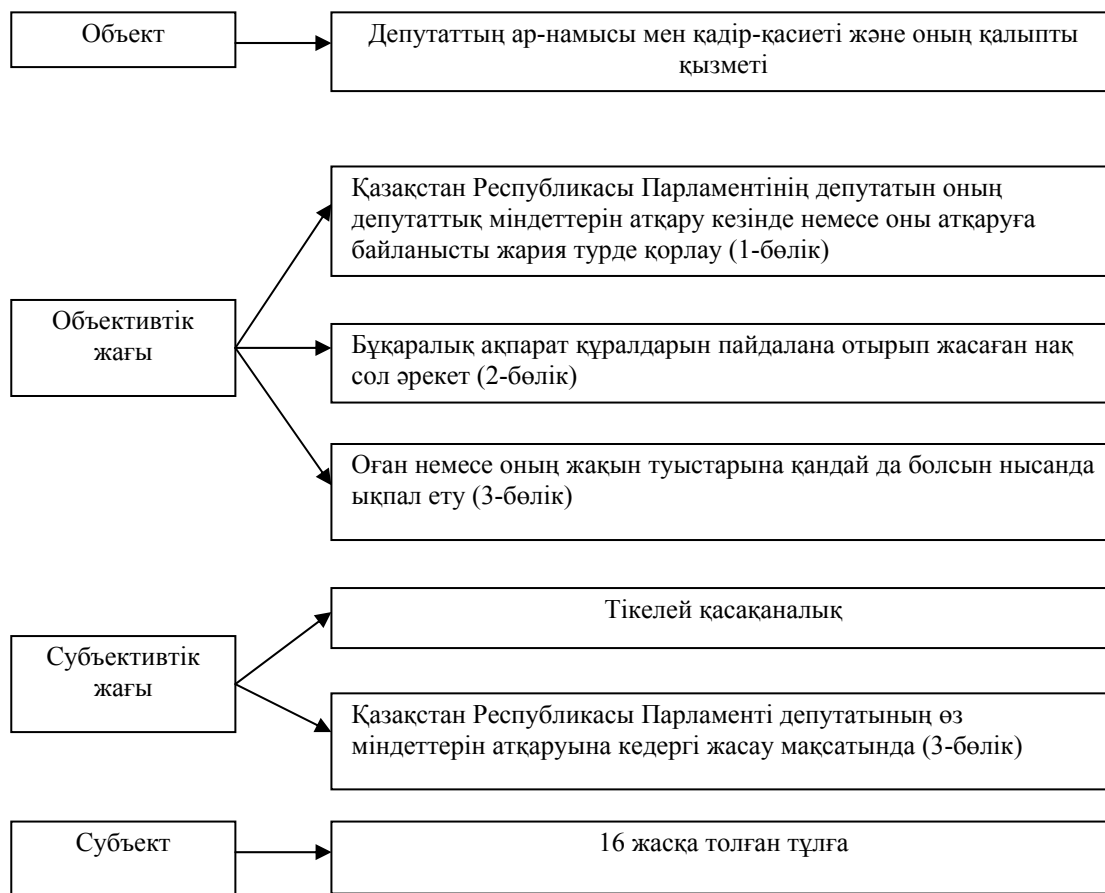 Объект
Депутаттың ар-намысы мен қадір-қасиеті және оның қалыпты
қызметі
Қазақстан Республикасы Парламентінің депутатын оның
депутаттық міндеттерін атқару кезінде немесе оны атқаруға
байланысты жария турде қорлау (1-бөлік)
Объективтік
жағы
Бұқаралық ақпарат құралдарын пайдалана отырып жасаған нақ
сол әрекет (2-бөлік)
Оған немесе оның жақын туыстарына қандай да болсын нысанда
ықпал ету (3-бөлік)
Субъективтік
жағы
Тікелей қасақаналық
Қазақстан Республикасы Парламенті депутатының өз
міндеттерін атқаруына кедергі жасау мақсатында (3-бөлік)
Субъект
16 жасқа толған тұлға